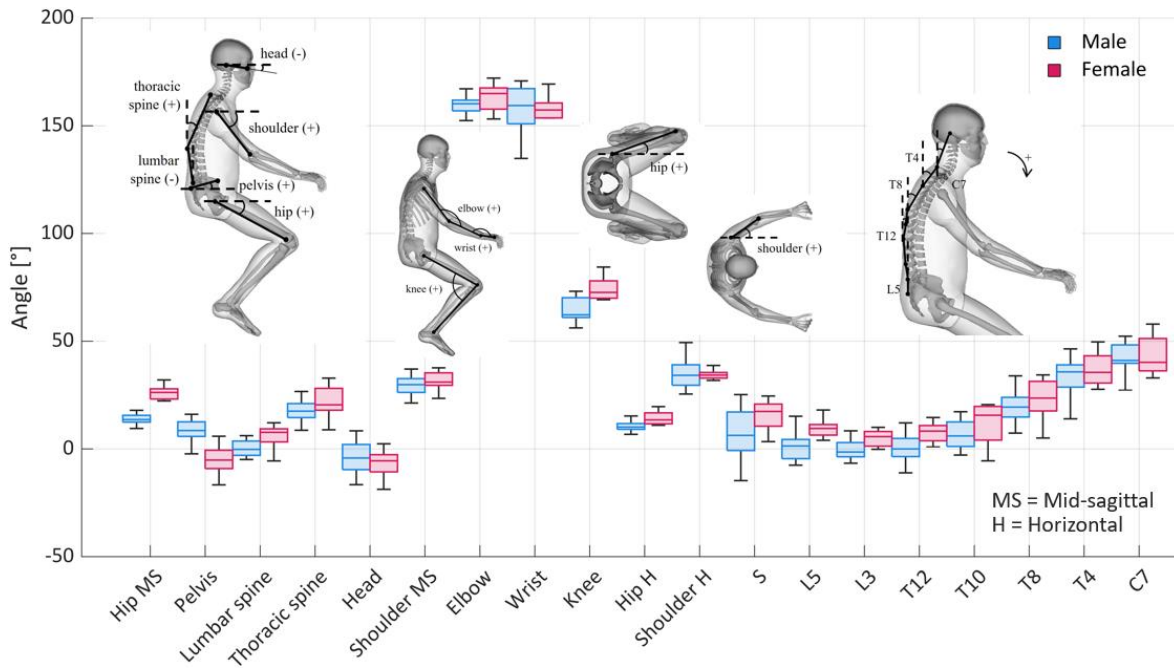 200
150
100
50
0
-50
Angle [°]
Male
Female
head (-)
thoracic
spine (+)
shoulder (+)
lumbar
spine (-)
pelvis (+)
hip (+)
elbow (+)
wrist (+)
knee (+)
hip (+)
shoulder (+)
T4
+
T8
C7
T12
L5
MS = Mid-sagittal
H = Horizontal
Hip MS
Pelvis
Lumbar spine
Thoracic spine
Head
Shoulder MS
Elbow
Wrist
Knee
Hip H
Shoulder H
S
L5
L3
T12
T10
T8
T4
C7